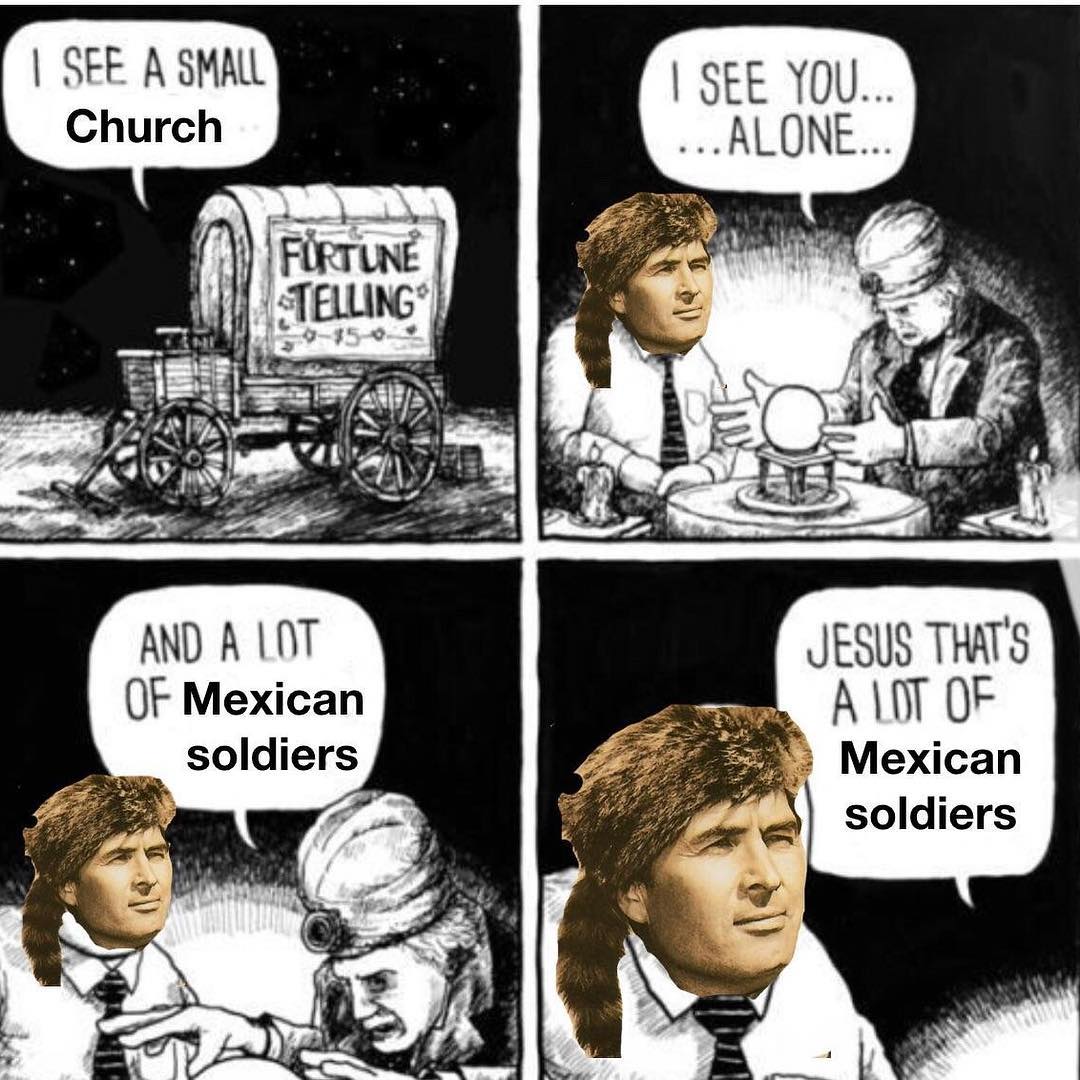 I SEE A SMALL
Church
FORTUNE
TELLING
$5
I SEE YOU...
...ALONE...
AND A LOT
OF Mexican
soldiers
JESUS THAT'S
A LOT OF
Mexican
soldiers